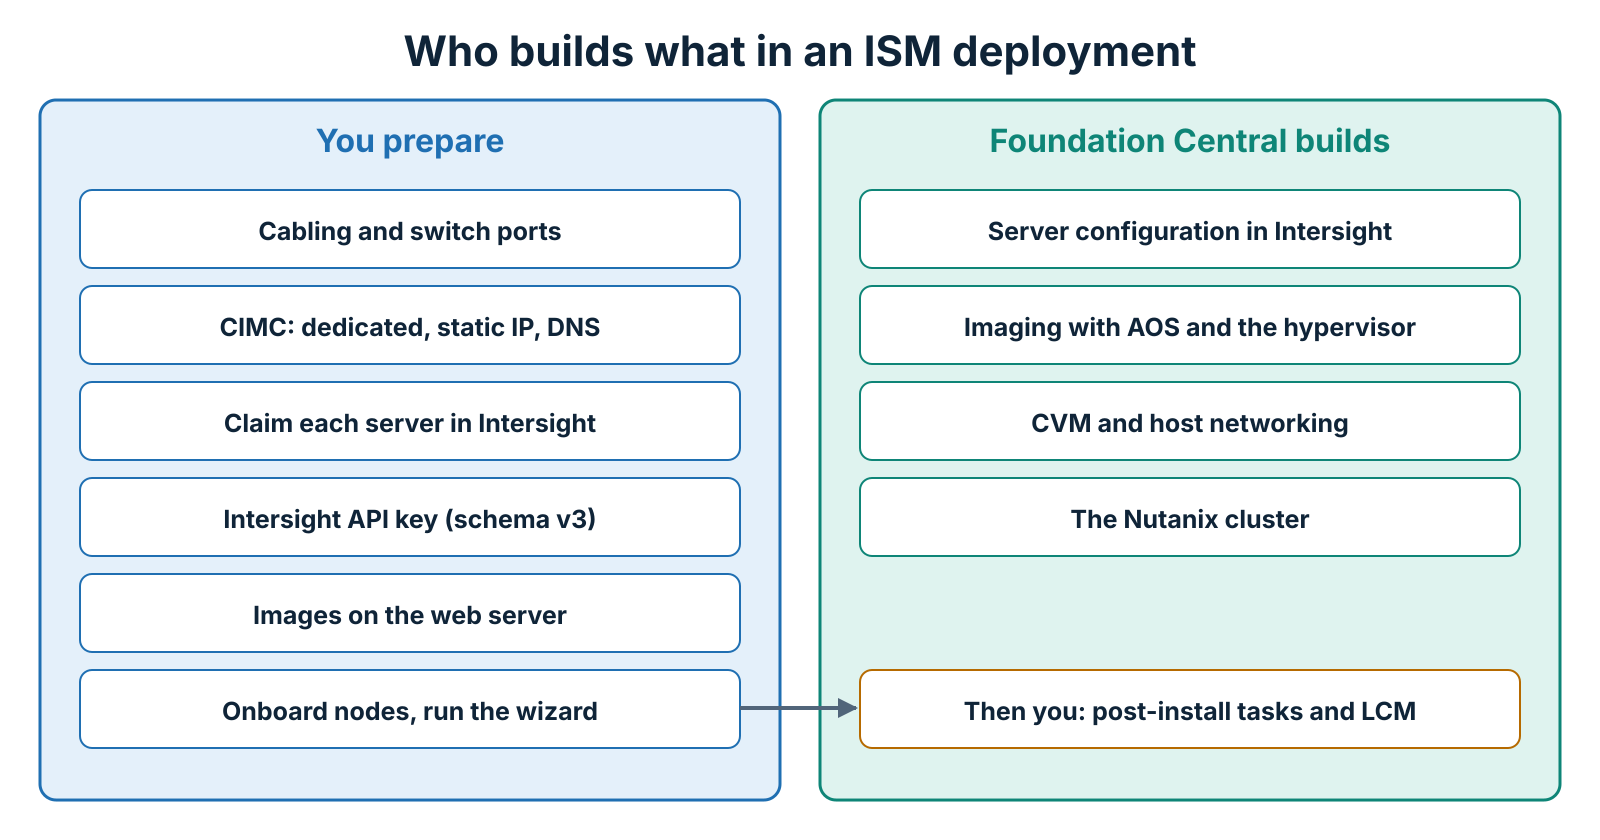 Who builds what in an ISM deployment
You prepare
Cabling and switch ports
CIMC: dedicated, static IP, DNS
Claim each server in Intersight
Intersight API key (schema v3)
Images on the web server
Onboard nodes, run the wizard
Foundation Central builds
Server configuration in Intersight
Imaging with AOS and the hypervisor
CVM and host networking
The Nutanix cluster
Then you: post-install tasks and LCM